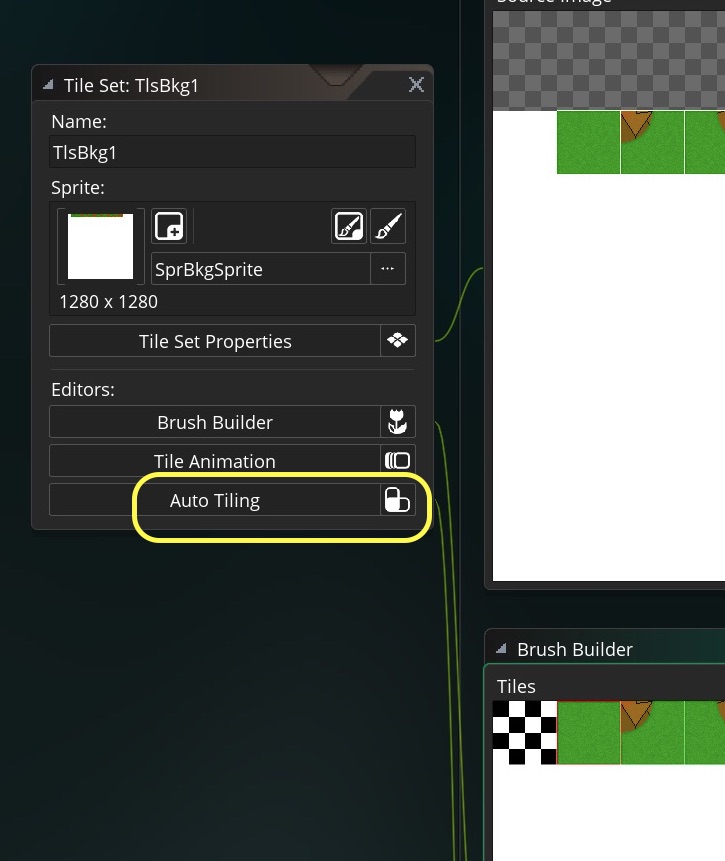 Source Image
Tile Set: TlsBkg1
Name:
TlsBkg1
Sprite:
SprBkgSprite
...
1280 x 1280
Tile Set Properties
Editors:
Brush Builder
Tile Animation
Auto Tiling
Brush Builder
Tiles